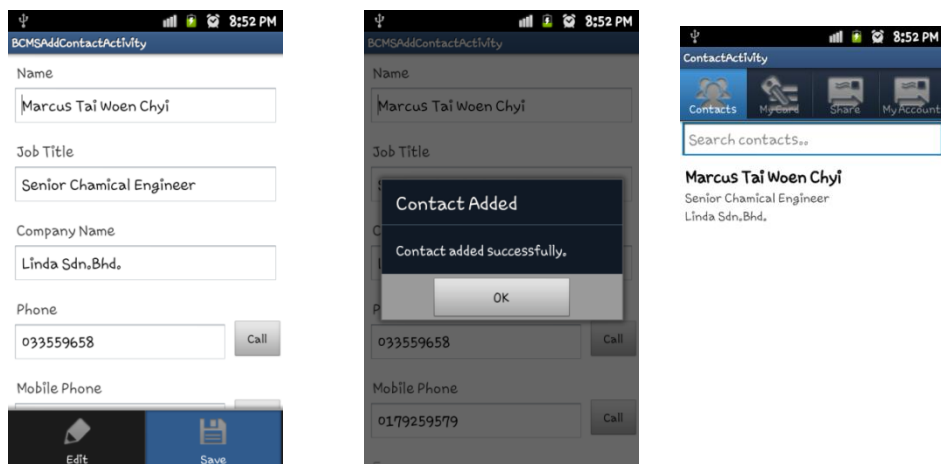 8:52 PM
BCMSAddContactActivity
Name
Marcus Tai Woen Chyi
Job Title
Senior Chamical Engineer
Company Name
Linda Sdn.Bhd.
Phone
033559658 Call
Mobile Phone
Edit Save
8:52 PM
BCMSAddContactActivity
Name
Marcus Tai Woen Chyi
Job Title
S
Contact Added
C
Contact added successfully.
L
OK
P
033559658 Call
Mobile Phone
0179259579 Call
8:52 PM
ContactActivity
Contacts MyCard Share MyAccount
Search contacts..
Marcus Tai Woen Chyi
Senior Chamical Engineer
Linda Sdn.Bhd.